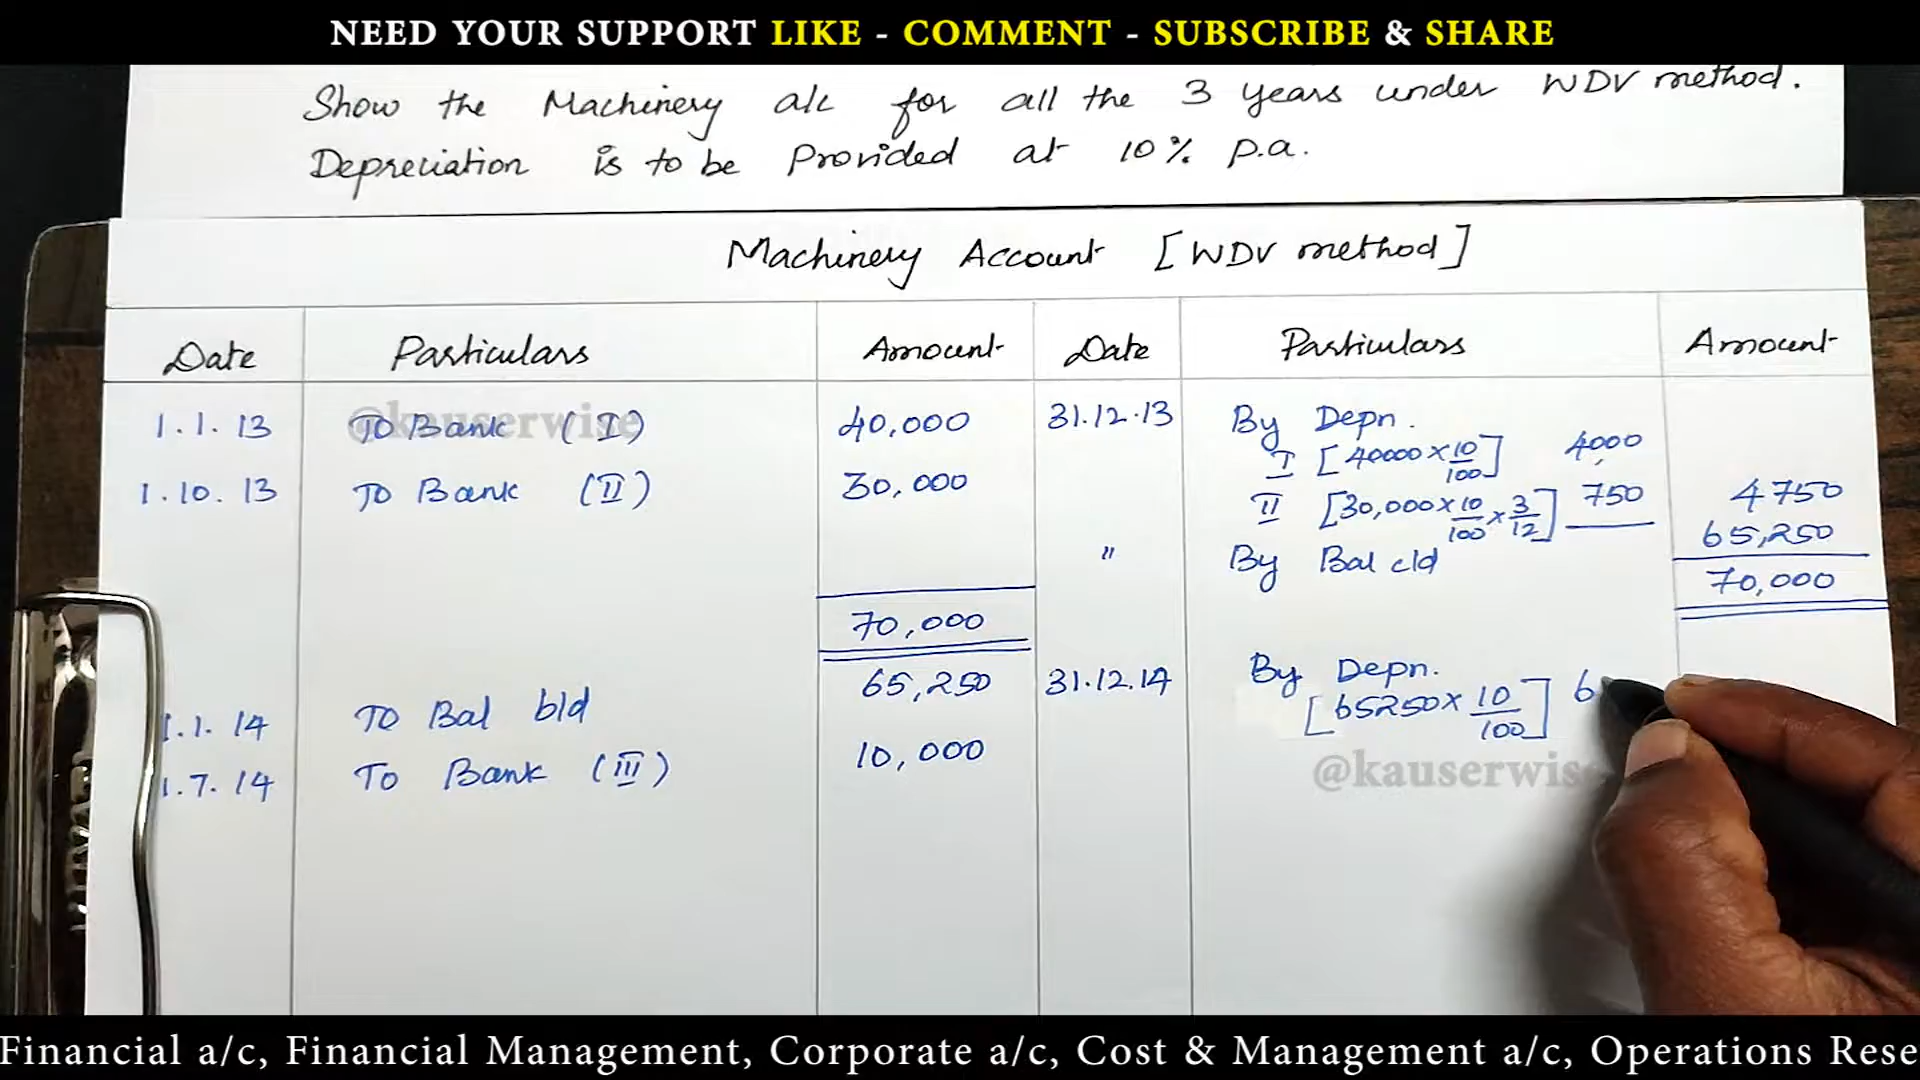 NEED YOUR SUPPORT LIKE - COMMENT - SUBSCRIBE & SHARE
Show the Machinery a/c for all the 3 years under WDV method.
Depreciation is to be Provided at 10% p.a.
Machinery Account [WDV method]
Date Particulars Amount Date Particulars Amount
1.1.13 To Bank (I) 40,000 31.12.13 By Depn.
I [40000 × 10/100] 4000
1.10.13 To Bank (II) 30,000 II [30,000 × 10/100 × 3/12] 750 4750
" By Bal c/d 65,250
70,000 70,000
1.1.14 To Bal b/d 65,250 31.12.14 By Depn.
[65250 × 10/100] 6
1.7.14 To Bank (III) 10,000
@kauserwise
@kauserwis
Financial a/c, Financial Management, Corporate a/c, Cost & Management a/c, Operations Rese